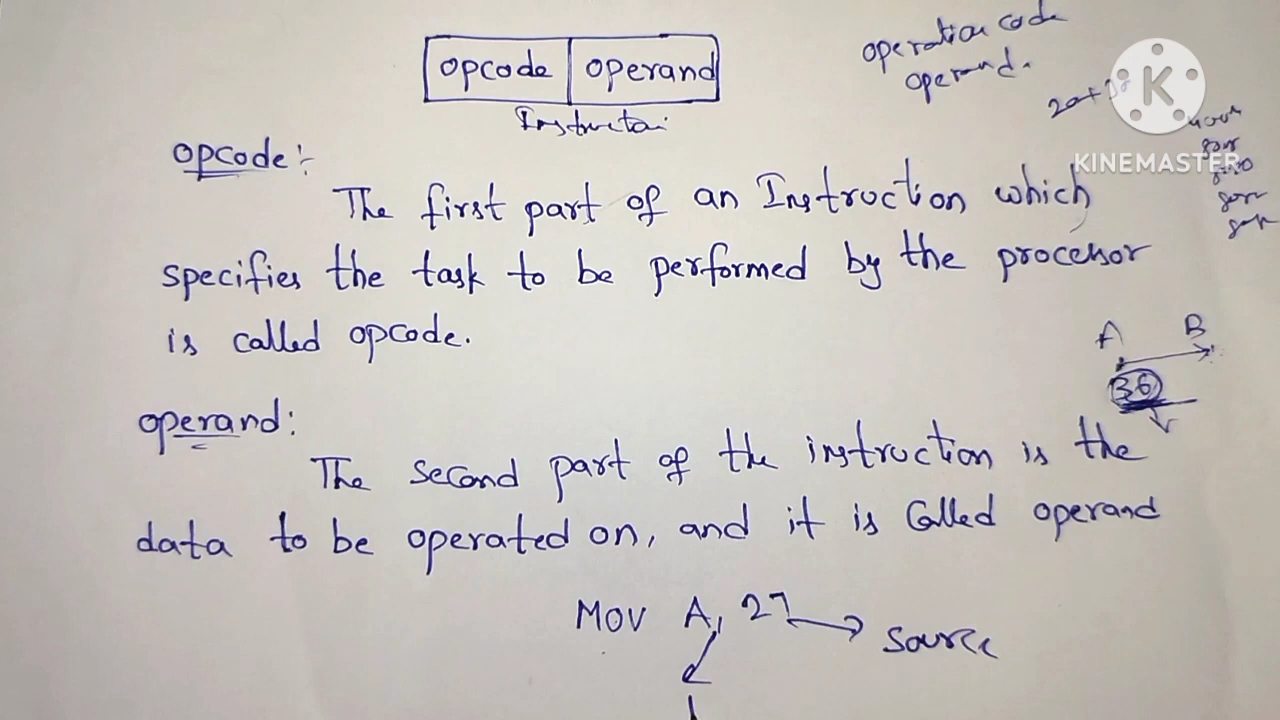 opcode operand
Instructai
operation code
operand.
KINEMASTER
opcode:-
The first part of an Instruction which
specifies the task to be performed by the processor
is called opcode.
A B
36
operand:
The second part of the instruction is the
data to be operated on, and it is called operand
MOV A, 27 → source